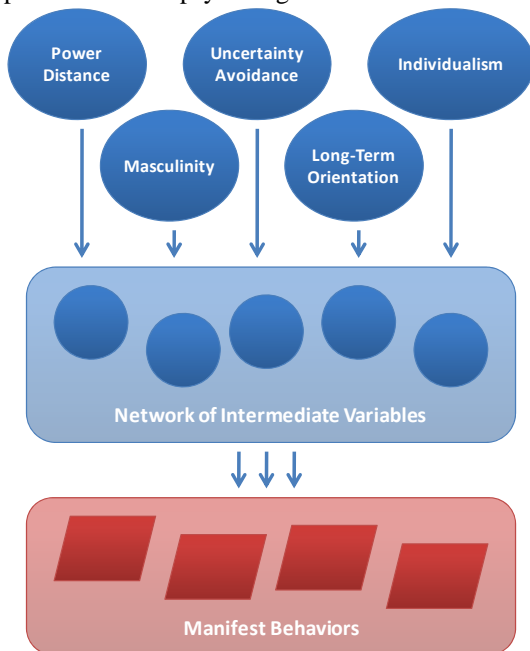 Power
Distance
Uncertainty
Avoidance
Individualism
Masculinity
Long-Term
Orientation
Network of Intermediate Variables
Manifest Behaviors